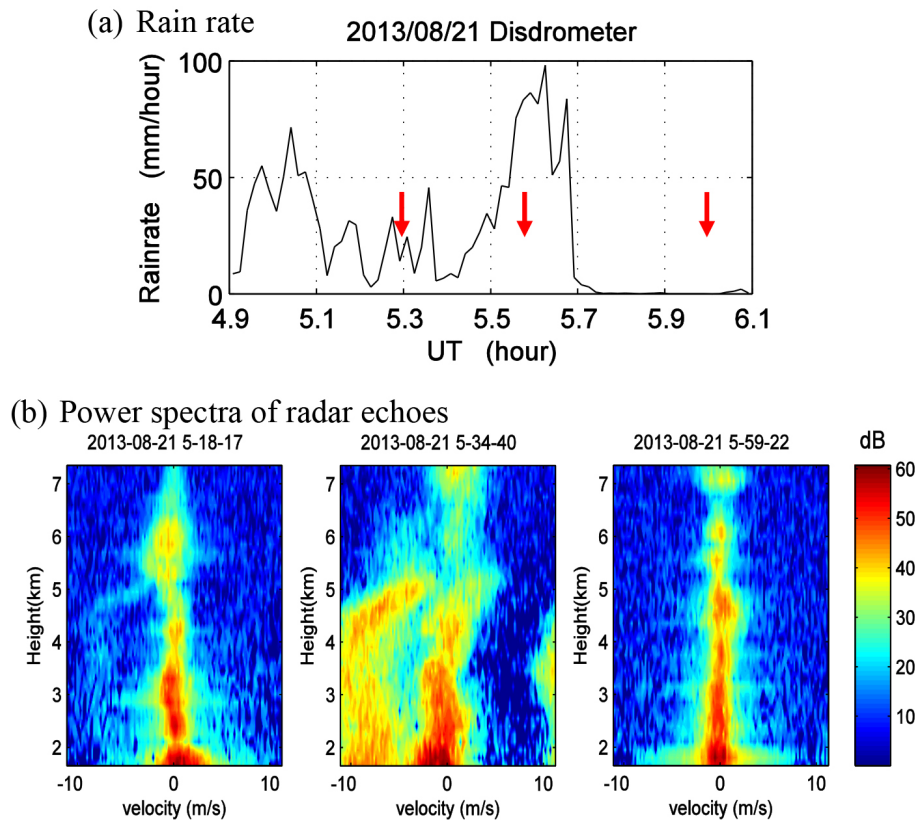 (a) Rain rate
2013/08/21 Disdrometer
Rainrate (mm/hour)
100
50
0
4.9 5.1 5.3 5.5 5.7 5.9 6.1
UT (hour)
(b) Power spectra of radar echoes
2013-08-21 5-18-17
2013-08-21 5-34-40
2013-08-21 5-59-22
dB
Height(km)
7
6
5
4
3
2
-10 0 10
velocity (m/s)
Height(km)
7
6
5
4
3
2
-10 0 10
velocity (m/s)
Height(km)
7
6
5
4
3
2
-10 0 10
velocity (m/s)
60
50
40
30
20
10